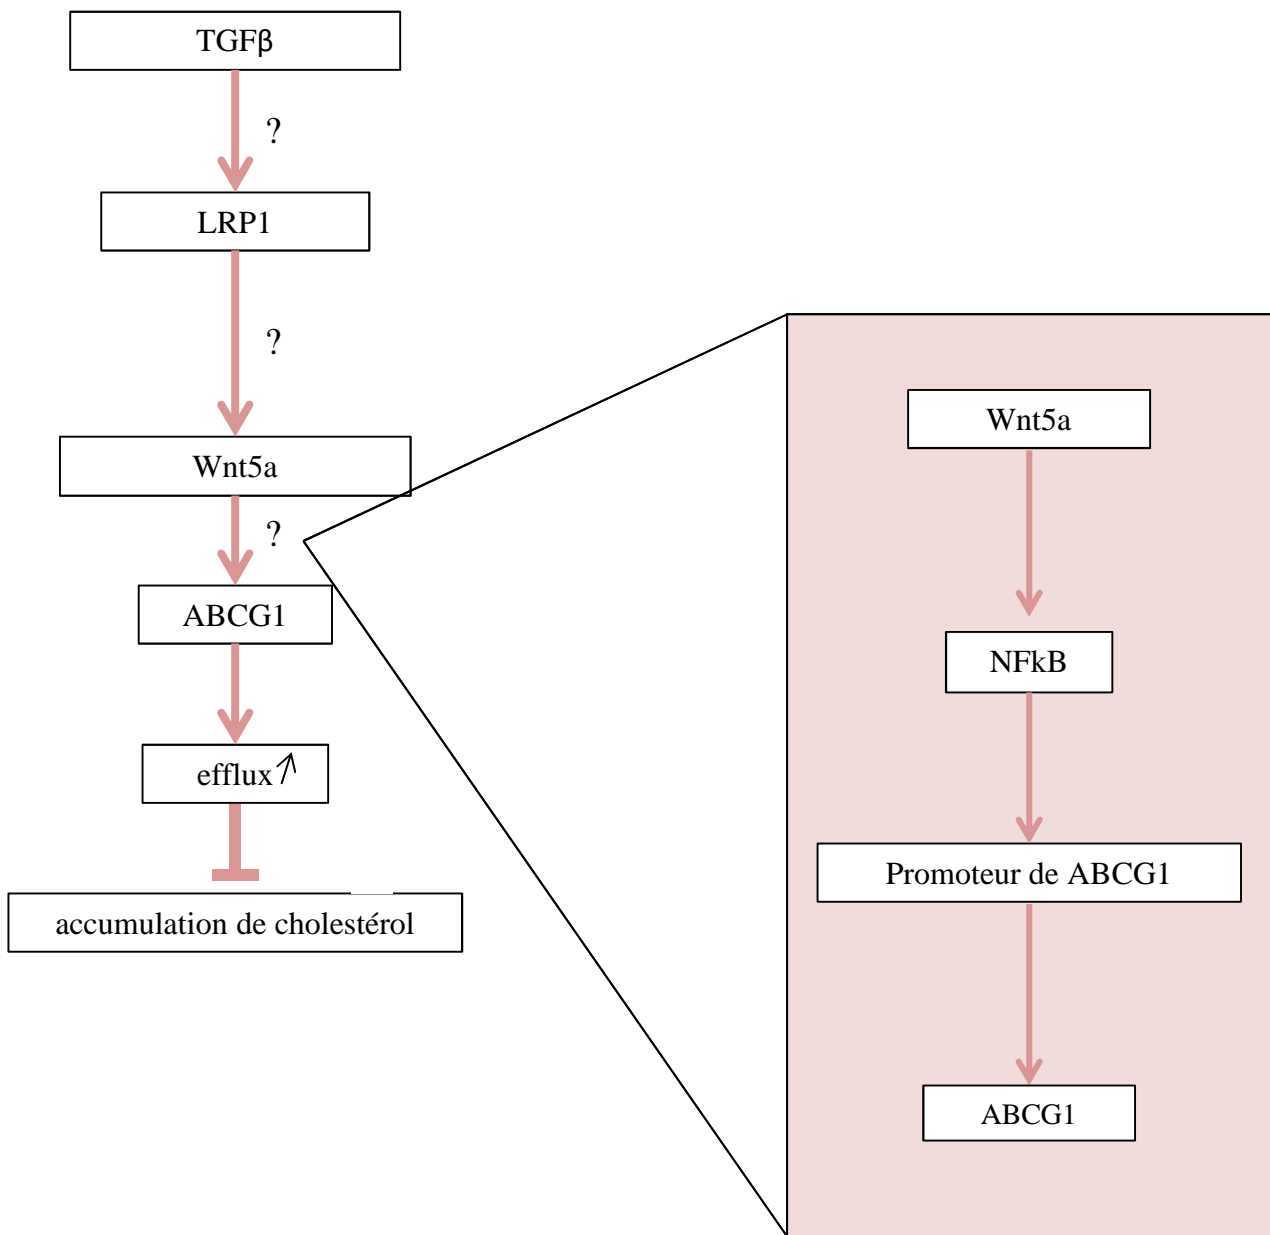 TGFβ
?
LRP1
?
Wnt5a
?
ABCG1
efflux
accumulation de cholestérol
Wnt5a
NFkB
Promoteur de ABCG1
ABCG1